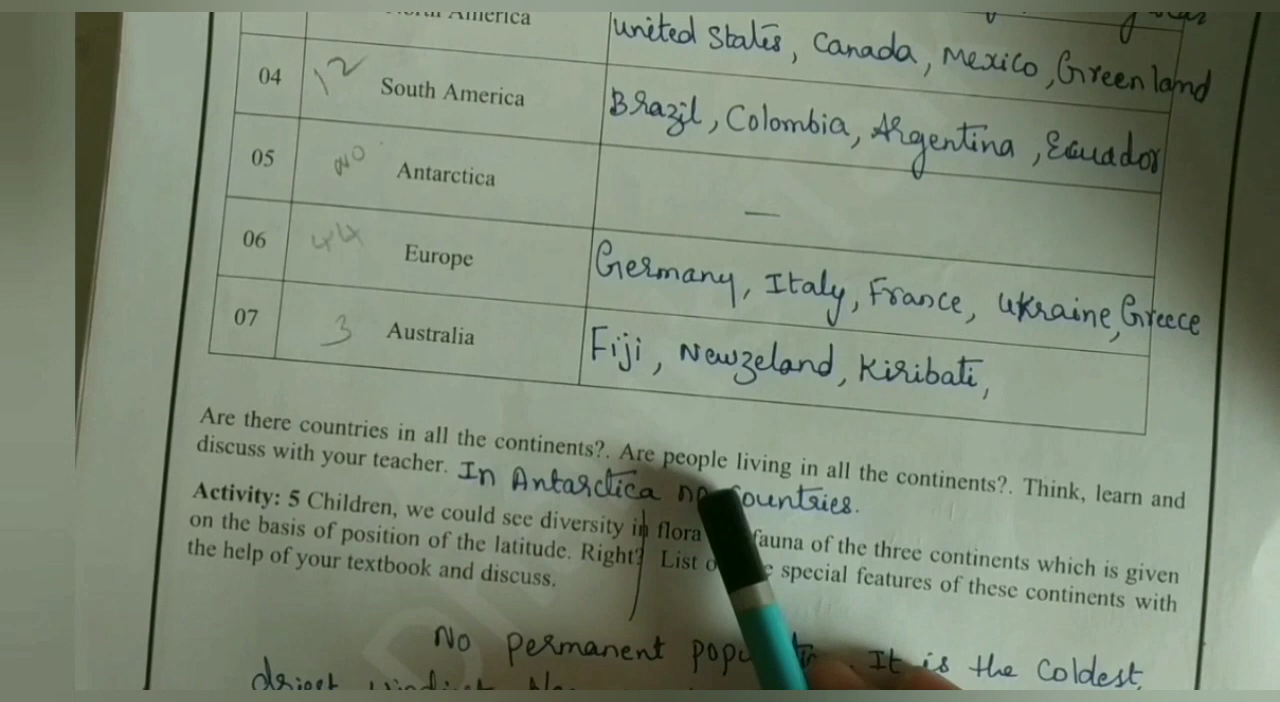 North America United States, Canada, Mexico, Greenland
04 12 South America Brazil, Colombia, Argentina, Ecuador
05 No Antarctica —
06 44 Europe Germany, Italy, France, Ukraine, Greece
07 3 Australia Fiji, Newzeland, Kiribati,
Are there countries in all the continents?. Are people living in all the continents?. Think, learn and
discuss with your teacher. In Antarctica no countries.
Activity: 5 Children, we could see diversity in flora fauna of the three continents which is given
on the basis of position of the latitude. Right? List special features of these continents with
the help of your textbook and discuss.
No permanent It is the coldest,